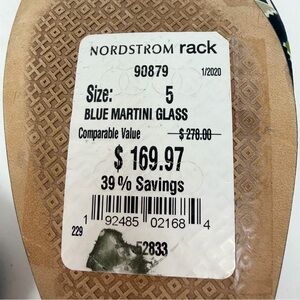 NORDSTROM rack
90879 1/2020
Size: 5
BLUE MARTINI GLASS
Comparable Value $ 278.00
$ 169.97
39% Savings
1 92485 02168 4
229
52833